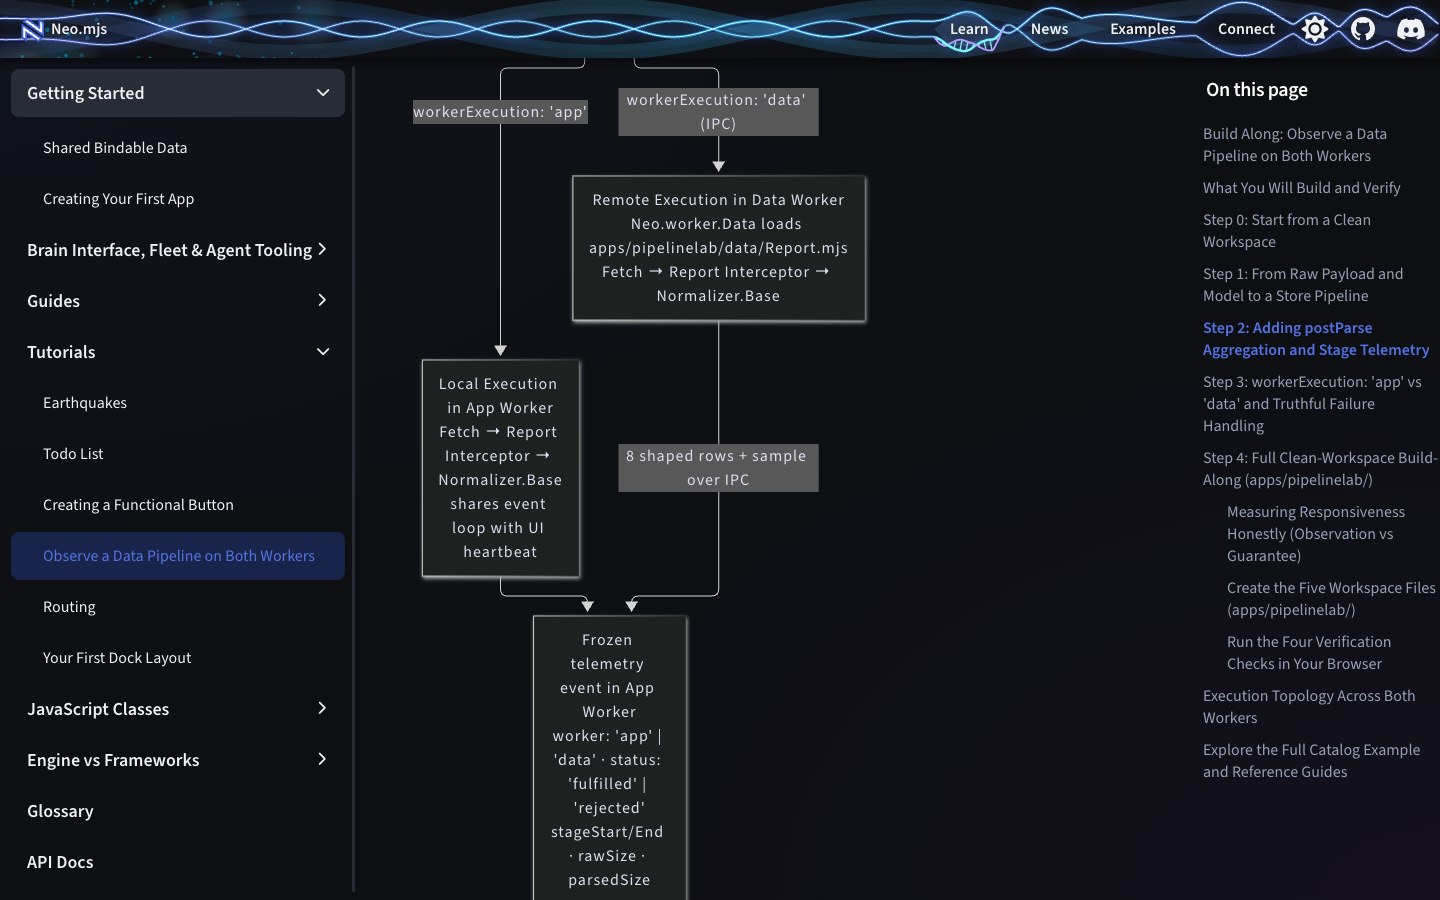 Neo.mjs
Learn
News
Examples
Connect
Getting Started
Shared Bindable Data
Creating Your First App
Brain Interface, Fleet & Agent Tooling
Guides
Tutorials
Earthquakes
Todo List
Creating a Functional Button
Observe a Data Pipeline on Both Workers
Routing
Your First Dock Layout
JavaScript Classes
Engine vs Frameworks
Glossary
API Docs
workerExecution: 'app'
workerExecution: 'data'
(IPC)
Remote Execution in Data Worker
Neo.worker.Data loads
apps/pipelinelab/data/Report.mjs
Fetch → Report Interceptor →
Normalizer.Base
Local Execution
in App Worker
Fetch → Report
Interceptor →
Normalizer.Base
shares event
loop with UI
heartbeat
8 shaped rows + sample
over IPC
Frozen
telemetry
event in App
Worker
worker: 'app' |
'data' · status:
'fulfilled' |
'rejected'
stageStart/End
· rawSize ·
parsedSize
On this page
Build Along: Observe a Data
Pipeline on Both Workers
What You Will Build and Verify
Step 0: Start from a Clean
Workspace
Step 1: From Raw Payload and
Model to a Store Pipeline
Step 2: Adding postParse
Aggregation and Stage Telemetry
Step 3: workerExecution: 'app' vs
'data' and Truthful Failure
Handling
Step 4: Full Clean-Workspace Build-
Along (apps/pipelinelab/)
Measuring Responsiveness
Honestly (Observation vs
Guarantee)
Create the Five Workspace Files
(apps/pipelinelab/)
Run the Four Verification
Checks in Your Browser
Execution Topology Across Both
Workers
Explore the Full Catalog Example
and Reference Guides